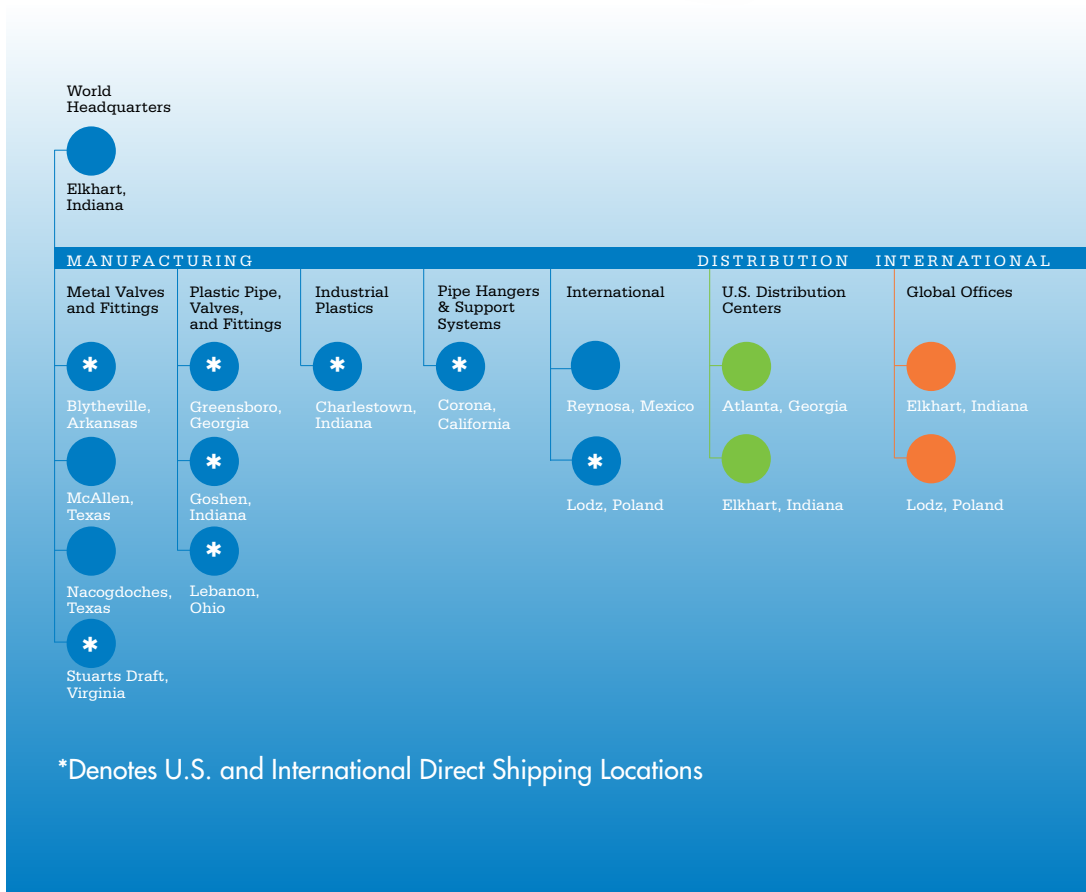 World
Headquarters
Elkhart,
Indiana
MANUFACTURING
Metal Valves
and Fittings
*
Blytheville,
Arkansas
McAllen,
Texas
Nacogdoches,
Texas
*
Stuarts Draft,
Virginia
Plastic Pipe,
Valves,
and Fittings
*
Greensboro,
Georgia
*
Goshen,
Indiana
*
Lebanon,
Ohio
Industrial
Plastics
*
Charlestown,
Indiana
Pipe Hangers
& Support
Systems
*
Corona,
California
International
Reynosa, Mexico
*
Lodz, Poland
DISTRIBUTION
U.S. Distribution
Centers
Atlanta, Georgia
Elkhart, Indiana
INTERNATIONAL
Global Offices
Elkhart, Indiana
Lodz, Poland
*Denotes U.S. and International Direct Shipping Locations